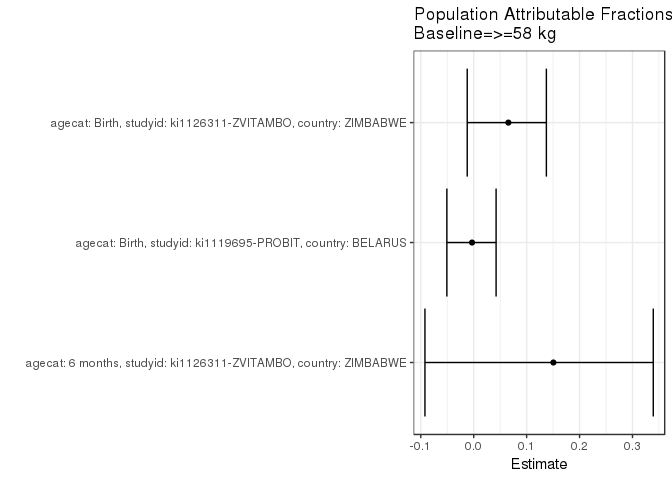 Population Attributable Fractions
Baseline=>=58 kg
agecat: Birth, studyid: ki1126311-ZVITAMBO, country: ZIMBABWE
agecat: Birth, studyid: ki1119695-PROBIT, country: BELARUS
agecat: 6 months, studyid: ki1126311-ZVITAMBO, country: ZIMBABWE
-0.1 0.0 0.1 0.2 0.3
Estimate